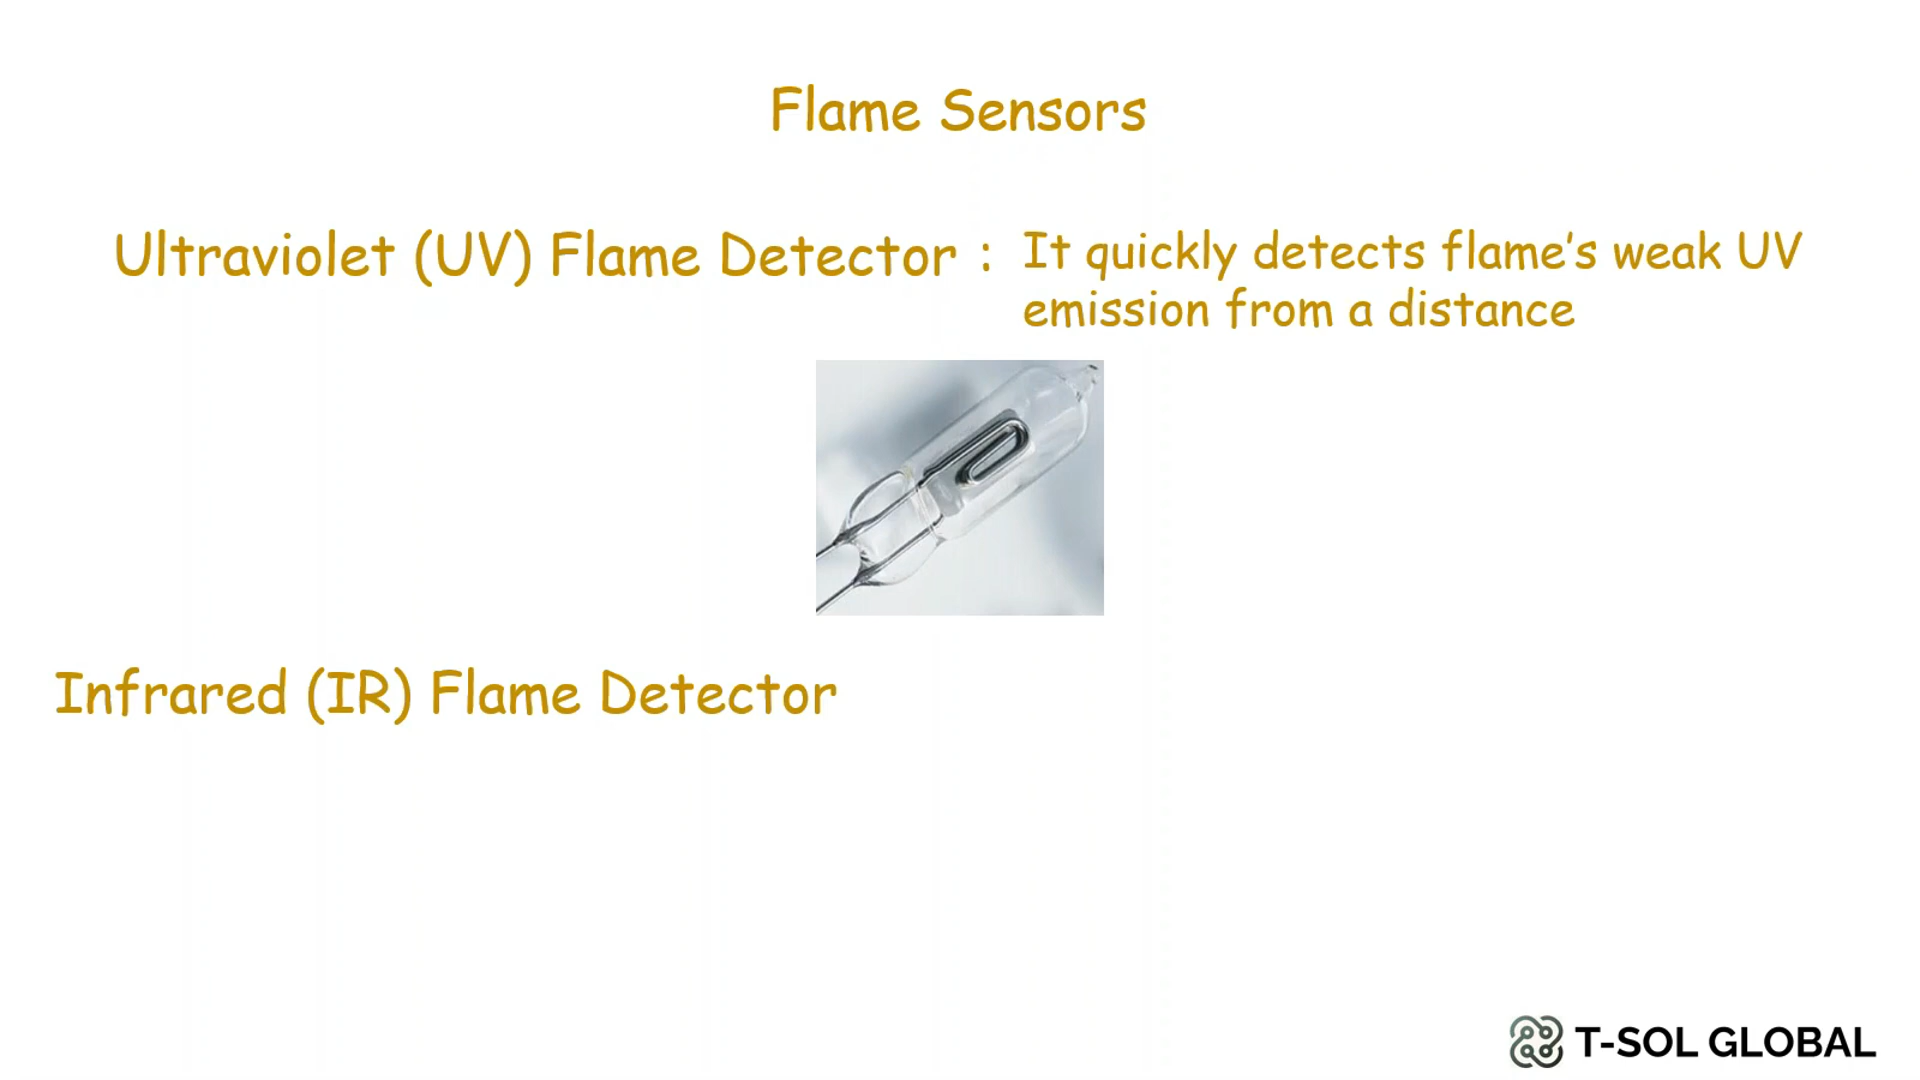 Flame Sensors
Ultraviolet (UV) Flame Detector : It quickly detects flame's weak UV
emission from a distance
Infrared (IR) Flame Detector
T-SOL GLOBAL